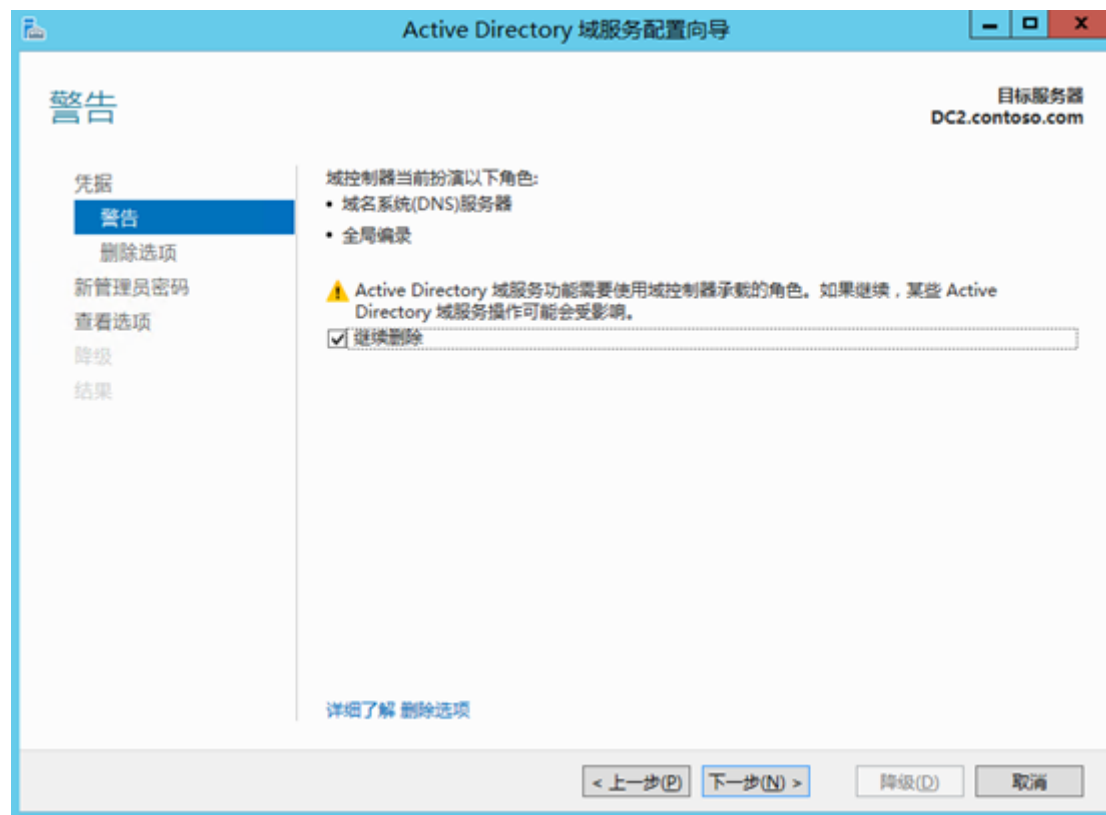 Active Directory 域服务配置向导
警告
目标服务器
DC2.contoso.com
凭据
警告
删除选项
新管理员密码
查看选项
降级
结果
域控制器当前扮演以下角色:
• 域名系统(DNS)服务器
• 全局编录
Active Directory 域服务功能需要使用域控制器承载的角色。如果继续，某些 Active
Directory 域服务操作可能会受影响。
继续删除
详细了解 删除选项
< 上一步(P)
下一步(N) >
降级(D)
取消